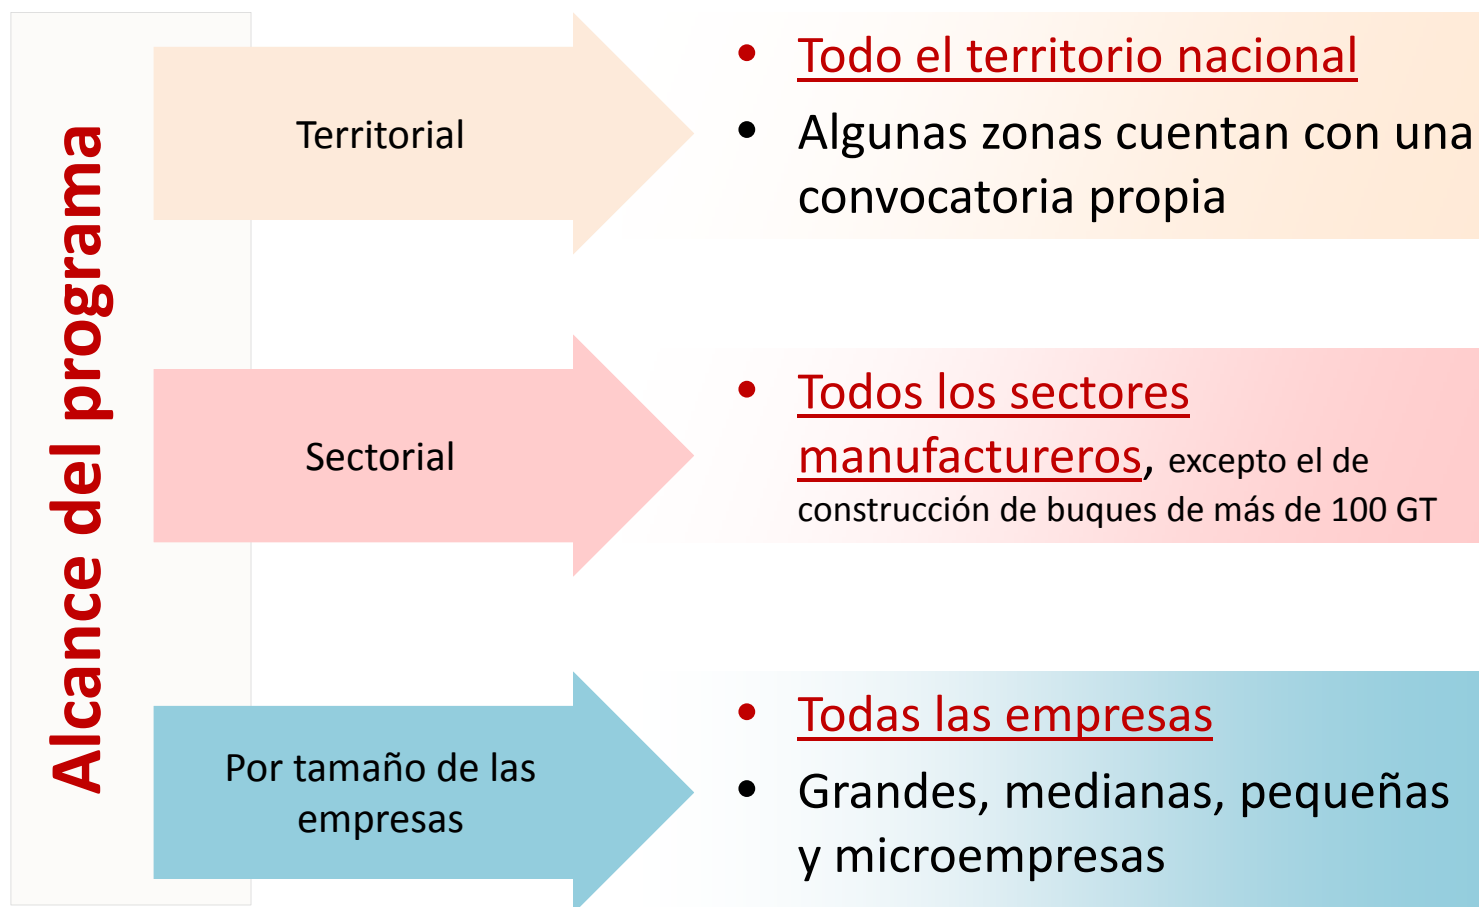 Alcance del programa
Territorial
• Todo el territorio nacional
• Algunas zonas cuentan con una
convocatoria propia
Sectorial
• Todos los sectores
manufactureros, excepto el de
construcción de buques de más de 100 GT
Por tamaño de las
empresas
• Todas las empresas
• Grandes, medianas, pequeñas
y microempresas